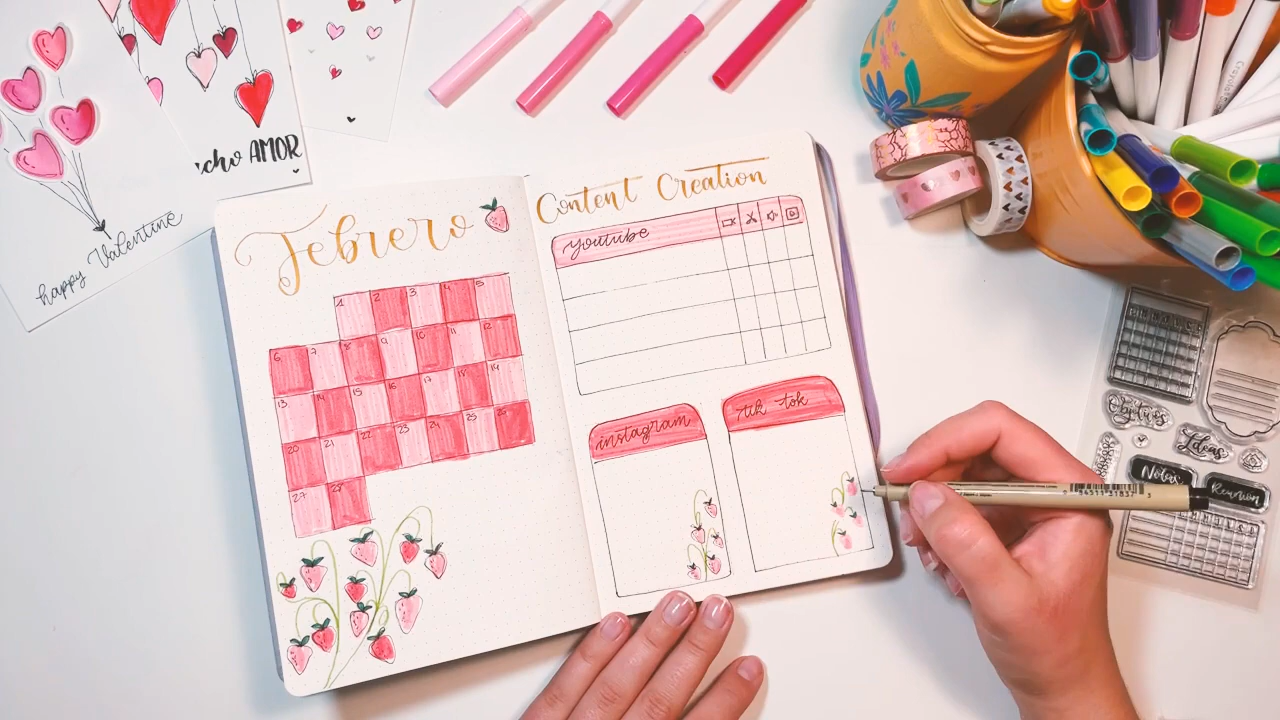 cho AMOR
happy Valentine
Febrero
1 2 3 4 5
6 7 8 9 10 11 12
13 14 15 16 17 18 19
20 21 22 23 24 25 26
27 28
Content Creation
youtube
instagram
tik tok
Crayola
Objetivos
Ideas
Notas
Reunion